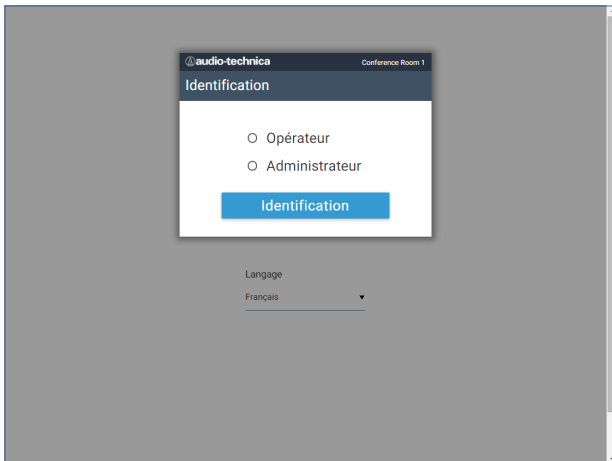 audio-technica Conference Room 1
Identification
Opérateur
Administrateur
Identification
Langage
Français